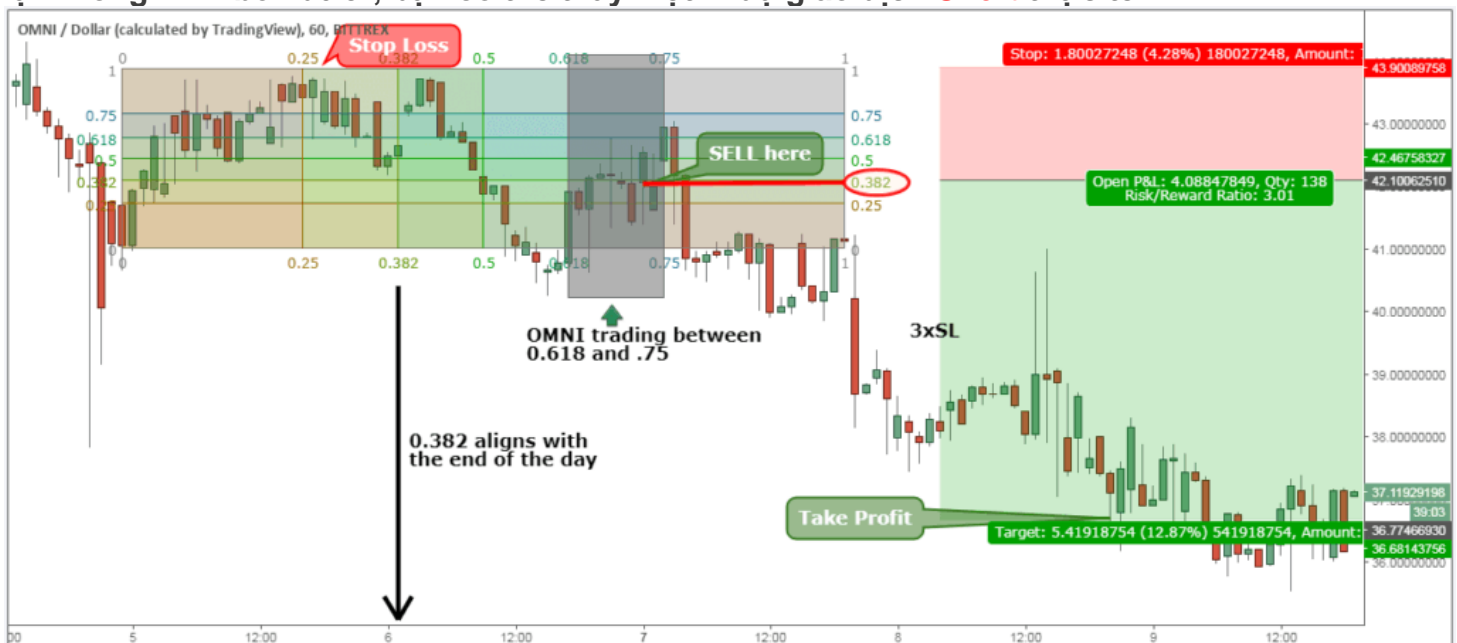 OMNI / Dollar (calculated by TradingView), 60, BITTREX
Stop Loss
Stop: 1.80027248 (4.28%) 180027248, Amount:
43.90089758
0 0.25 0.382 0.5 0.618 0.75 1
1 1
0.75 0.75
43.00000000
0.618 0.618
0.5 0.5
SELL here
42.46758327
0.382 0.382
Open P&L: 4.08847849, Qty: 138
42.10062510
Risk/Reward Ratio: 3.01
0.25 0.25
0 0
41.00000000
0 0.25 0.382 0.5 0.618 0.75 1
40.00000000
OMNI trading between
0.618 and .75
3xSL
39.00000000
0.382 aligns with
the end of the day
38.00000000
37.11929198
39:03
Take Profit
Target: 5.41918754 (12.87%) 541918754, Amount:
36.77466930
36.68143756
36.00000000
5 12:00 6 12:00 7 12:00 8 12:00 9 12:00